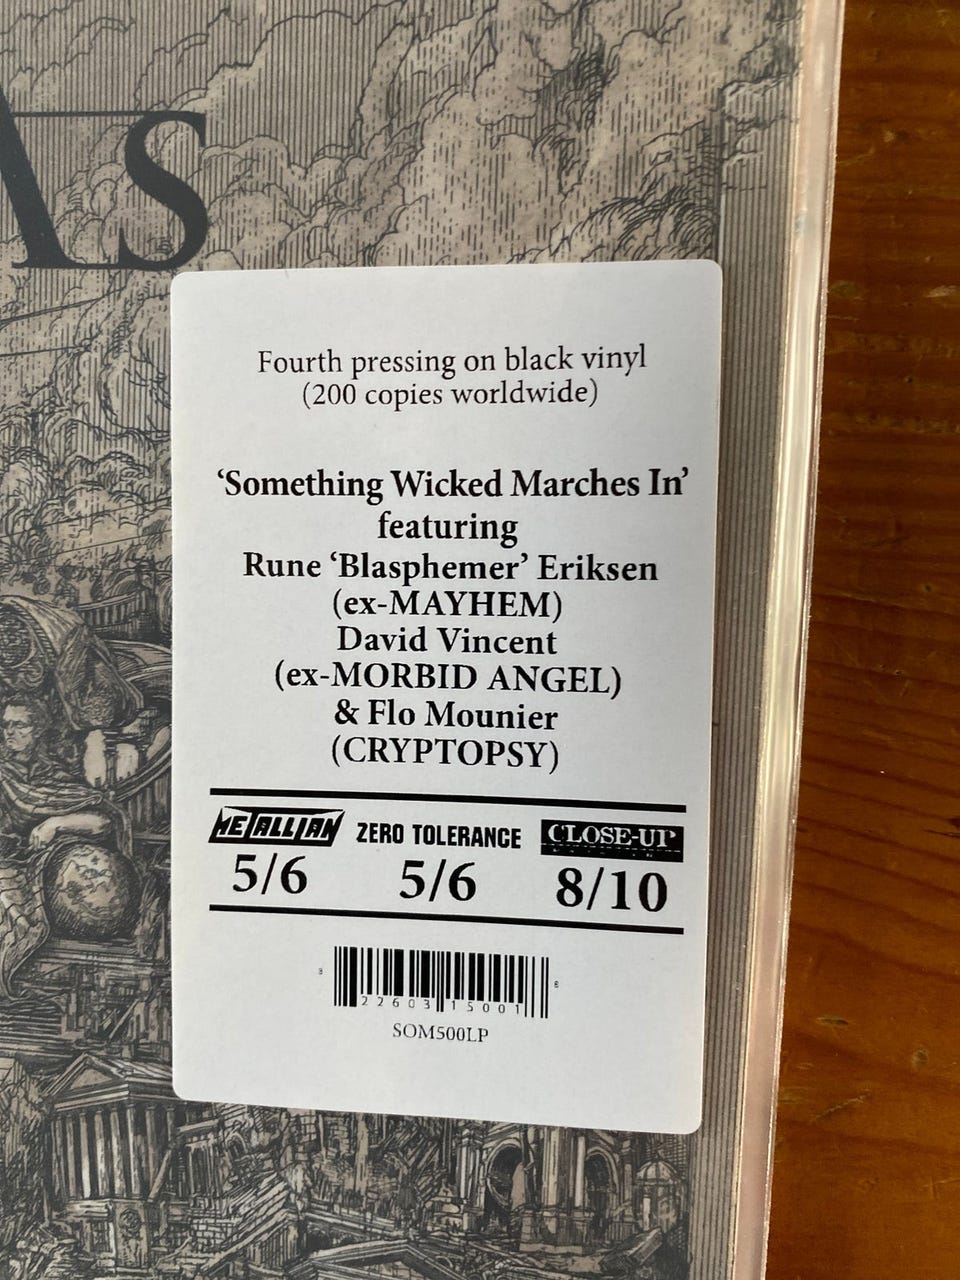 AS
Fourth pressing on black vinyl
(200 copies worldwide)
‘Something Wicked Marches In’
featuring
Rune ‘Blasphemer’ Eriksen
(ex-MAYHEM)
David Vincent
(ex-MORBID ANGEL)
& Flo Mounier
(CRYPTOPSY)
METALLIAN ZERO TOLERANCE CLOSE-UP
5/6 5/6 8/10
8 22603 15001 8
SOM500LP